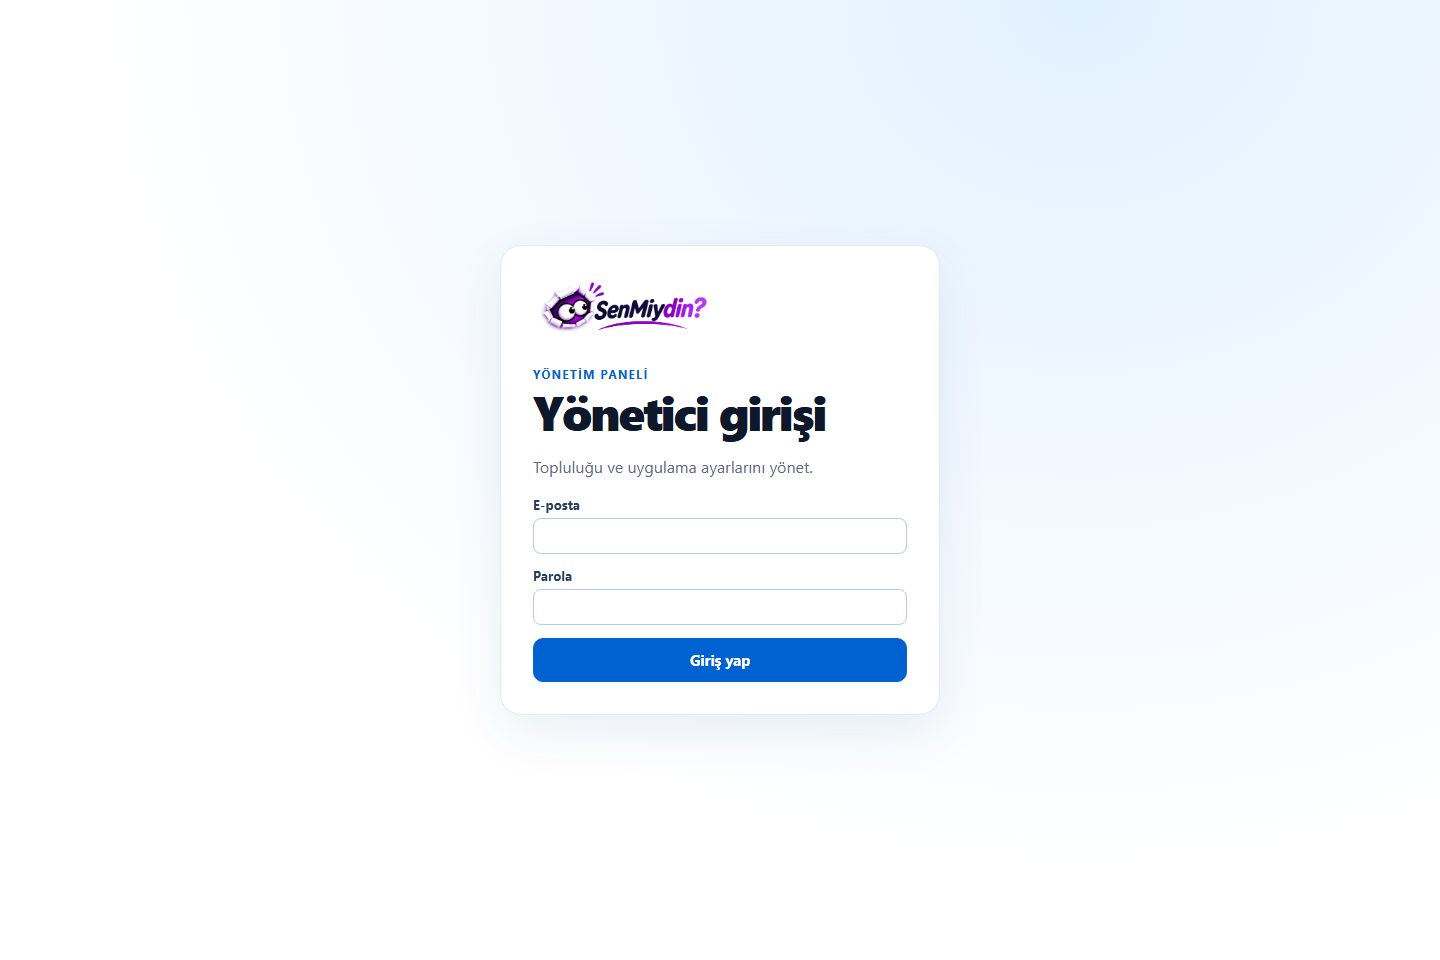 SenMiydin?
YÖNETİM PANELİ
Yönetici girişi
Topluluğu ve uygulama ayarlarını yönet.
E-posta
Parola
Giriş yap